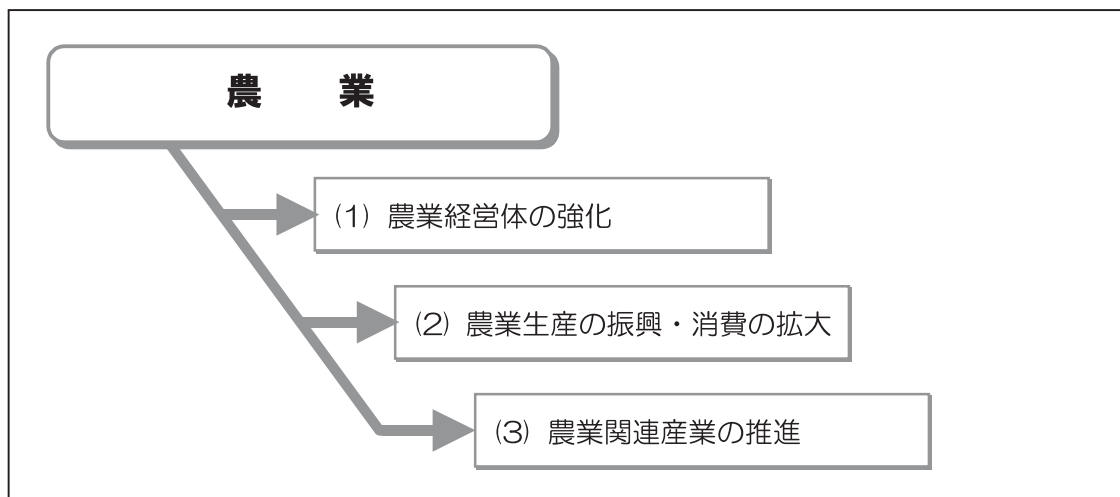 農　　業
(1) 農業経営体の強化
(2) 農業生産の振興・消費の拡大
(3) 農業関連産業の推進